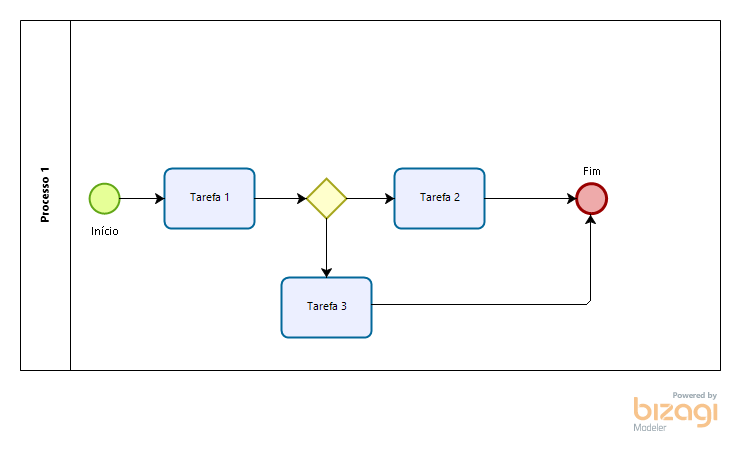 Processo 1
Início
Tarefa 1
Tarefa 2
Tarefa 3
Fim
Powered by
bizagi
Modeler